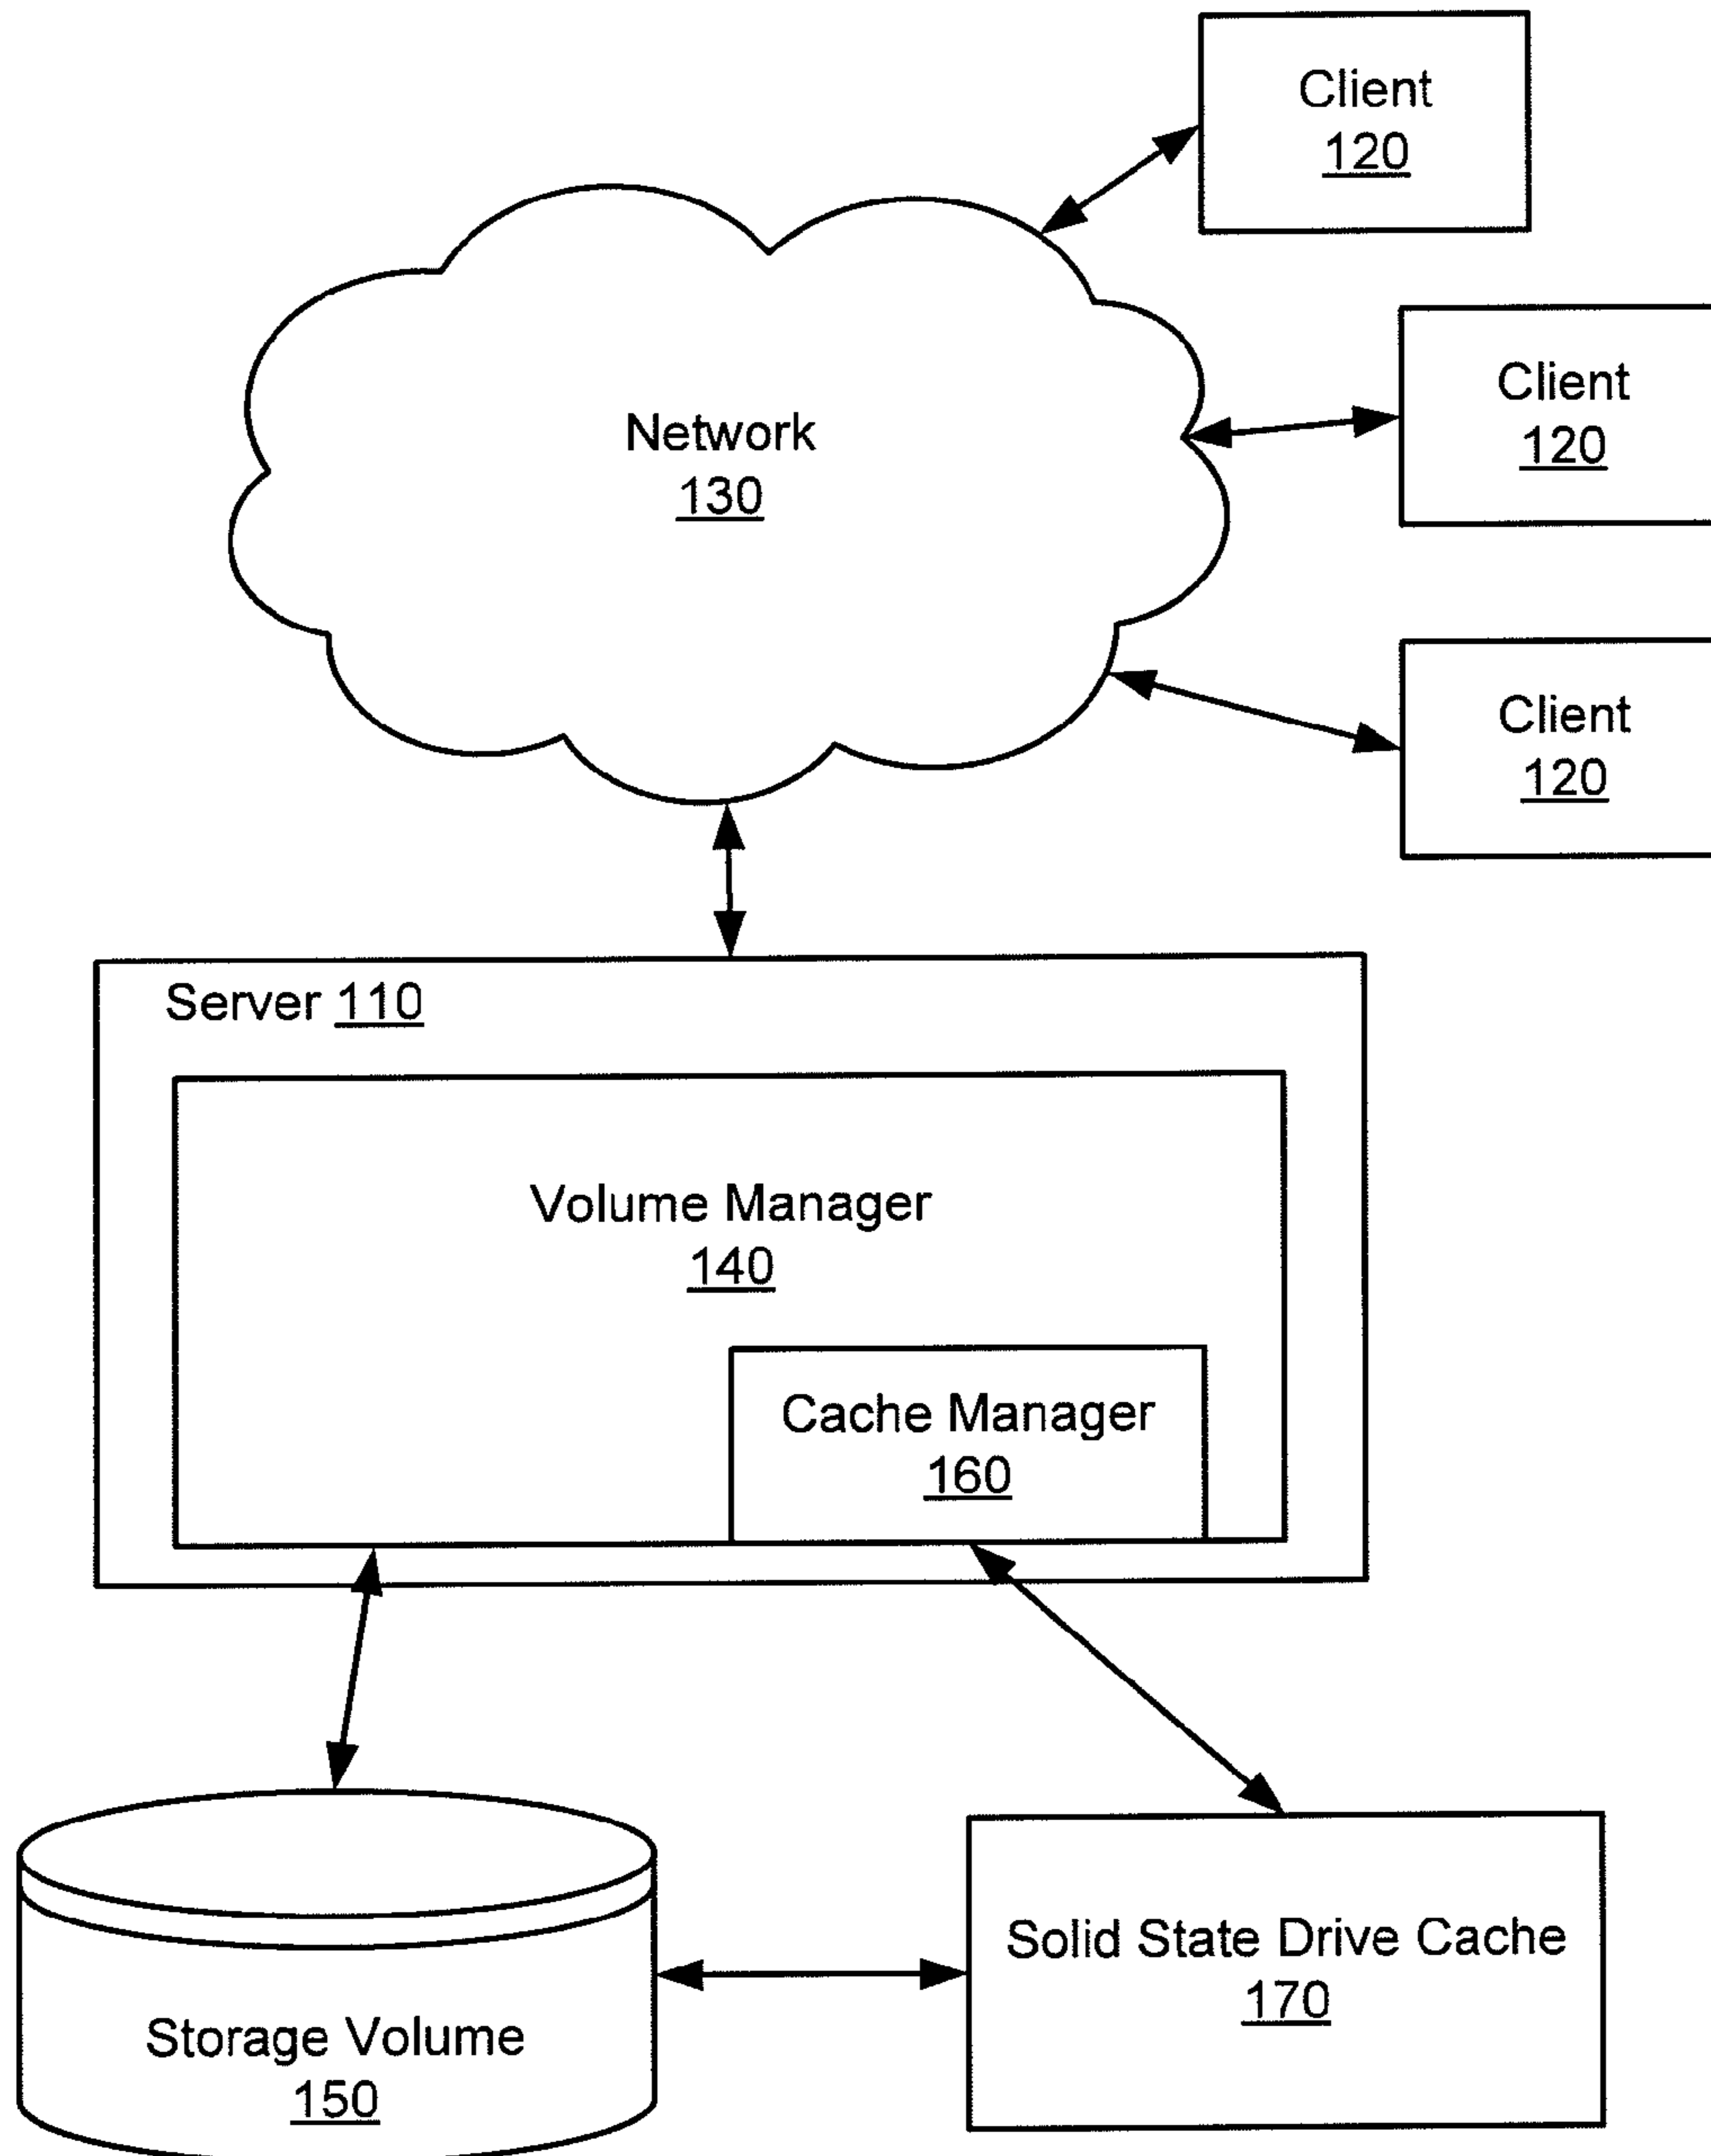 Client
120
Client
120
Network
130
Client
120
Server 110
Volume Manager
140
Cache Manager
160
Solid State Drive Cache
170
Storage Volume
150